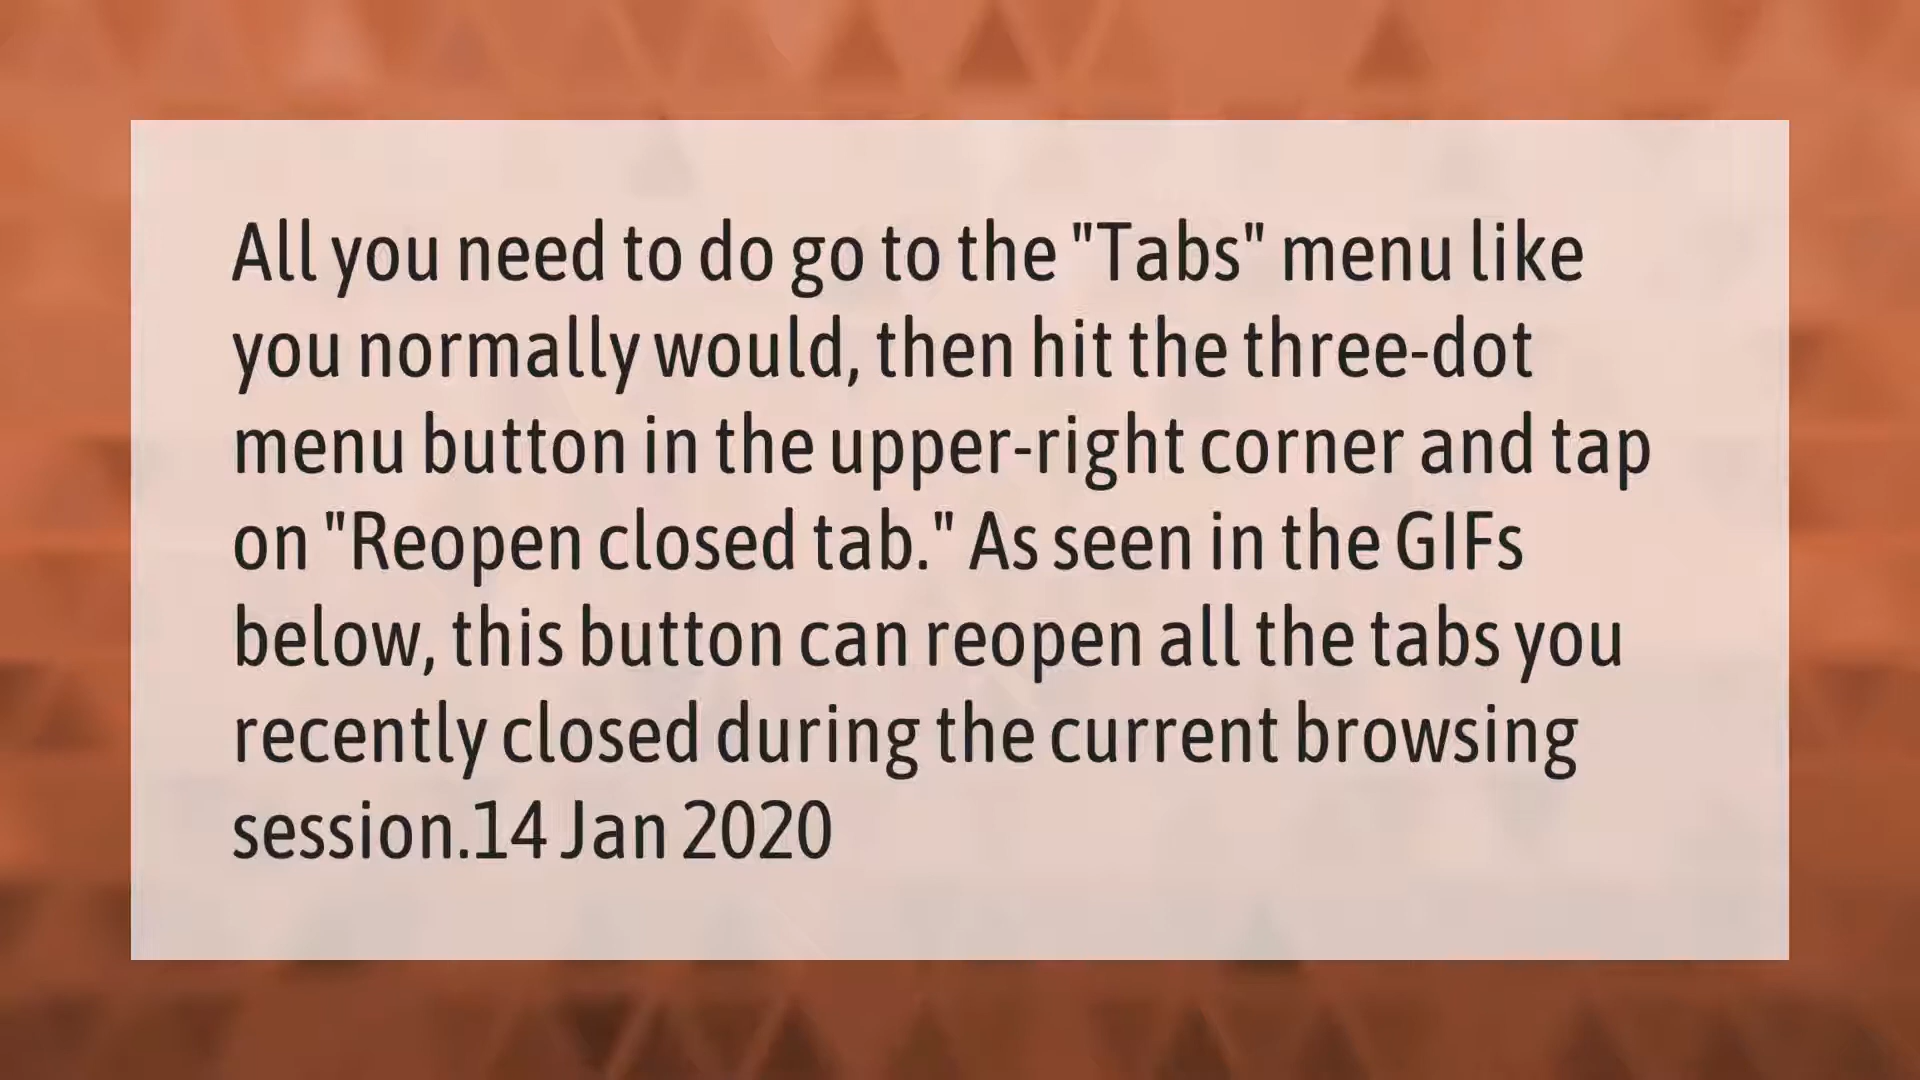 All you need to do go to the "Tabs" menu like
you normally would, then hit the three-dot
menu button in the upper-right corner and tap
on "Reopen closed tab." As seen in the GIFs
below, this button can reopen all the tabs you
recently closed during the current browsing
session.14 Jan 2020